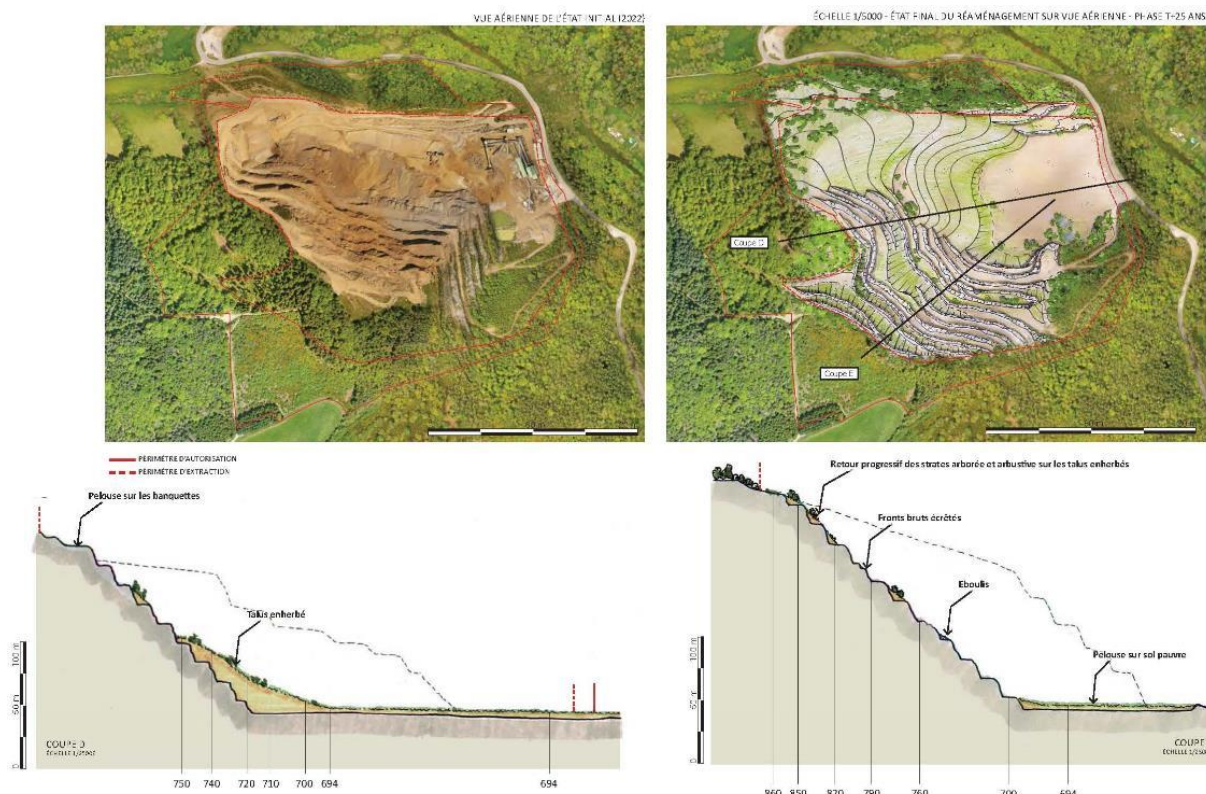 VUE AÉRIENNE DE L'ÉTAT INITIAL (2022)
ÉCHELLE 1/5000 - ÉTAT FINAL DU RÉAMÉNAGEMENT SUR VUE AÉRIENNE - PHASE T+25 ANS
Coupe D
Coupe E
PÉRIMÈTRE D'AUTORISATION
PÉRIMÈTRE D'EXTRACTION
Pelouse sur les banquettes
Talus enherbé
100 m
50 m
0
COUPE D
750 740 720 710 700 694 694
Retour progressif des strates arborée et arbustive sur les talus enherbés
Fronts bruts écrêtés
Eboulis
Pelouse sur sol pauvre
100 m
50 m
0
COUPE
860 850 820 790 760 700 694